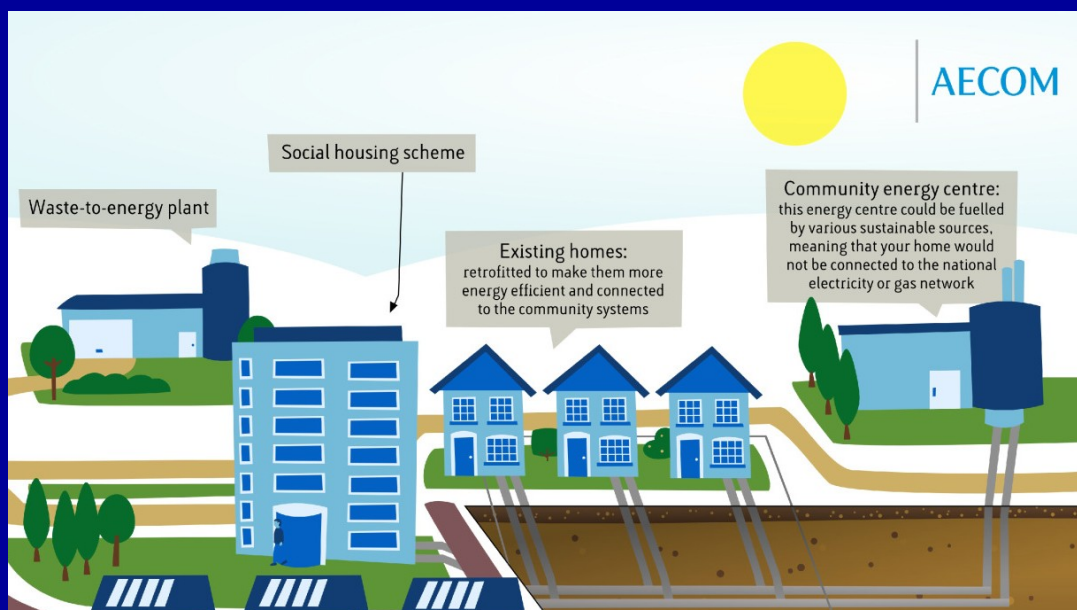 AECOM
Social housing scheme
Waste-to-energy plant
Existing homes:
retrofitted to make them more
energy efficient and connected
to the community systems
Community energy centre:
this energy centre could be fuelled
by various sustainable sources,
meaning that your home would
not be connected to the national
electricity or gas network